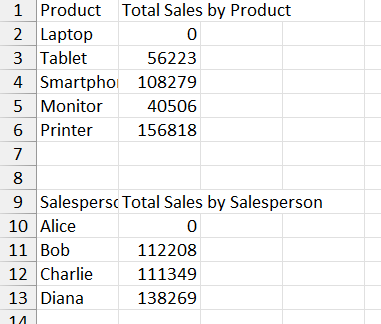 1 Product Total Sales by Product
2 Laptop 0
3 Tablet 56223
4 Smartpho 108279
5 Monitor 40506
6 Printer 156818
7
8
9 Salespers Total Sales by Salesperson
10 Alice 0
11 Bob 112208
12 Charlie 111349
13 Diana 138269
14